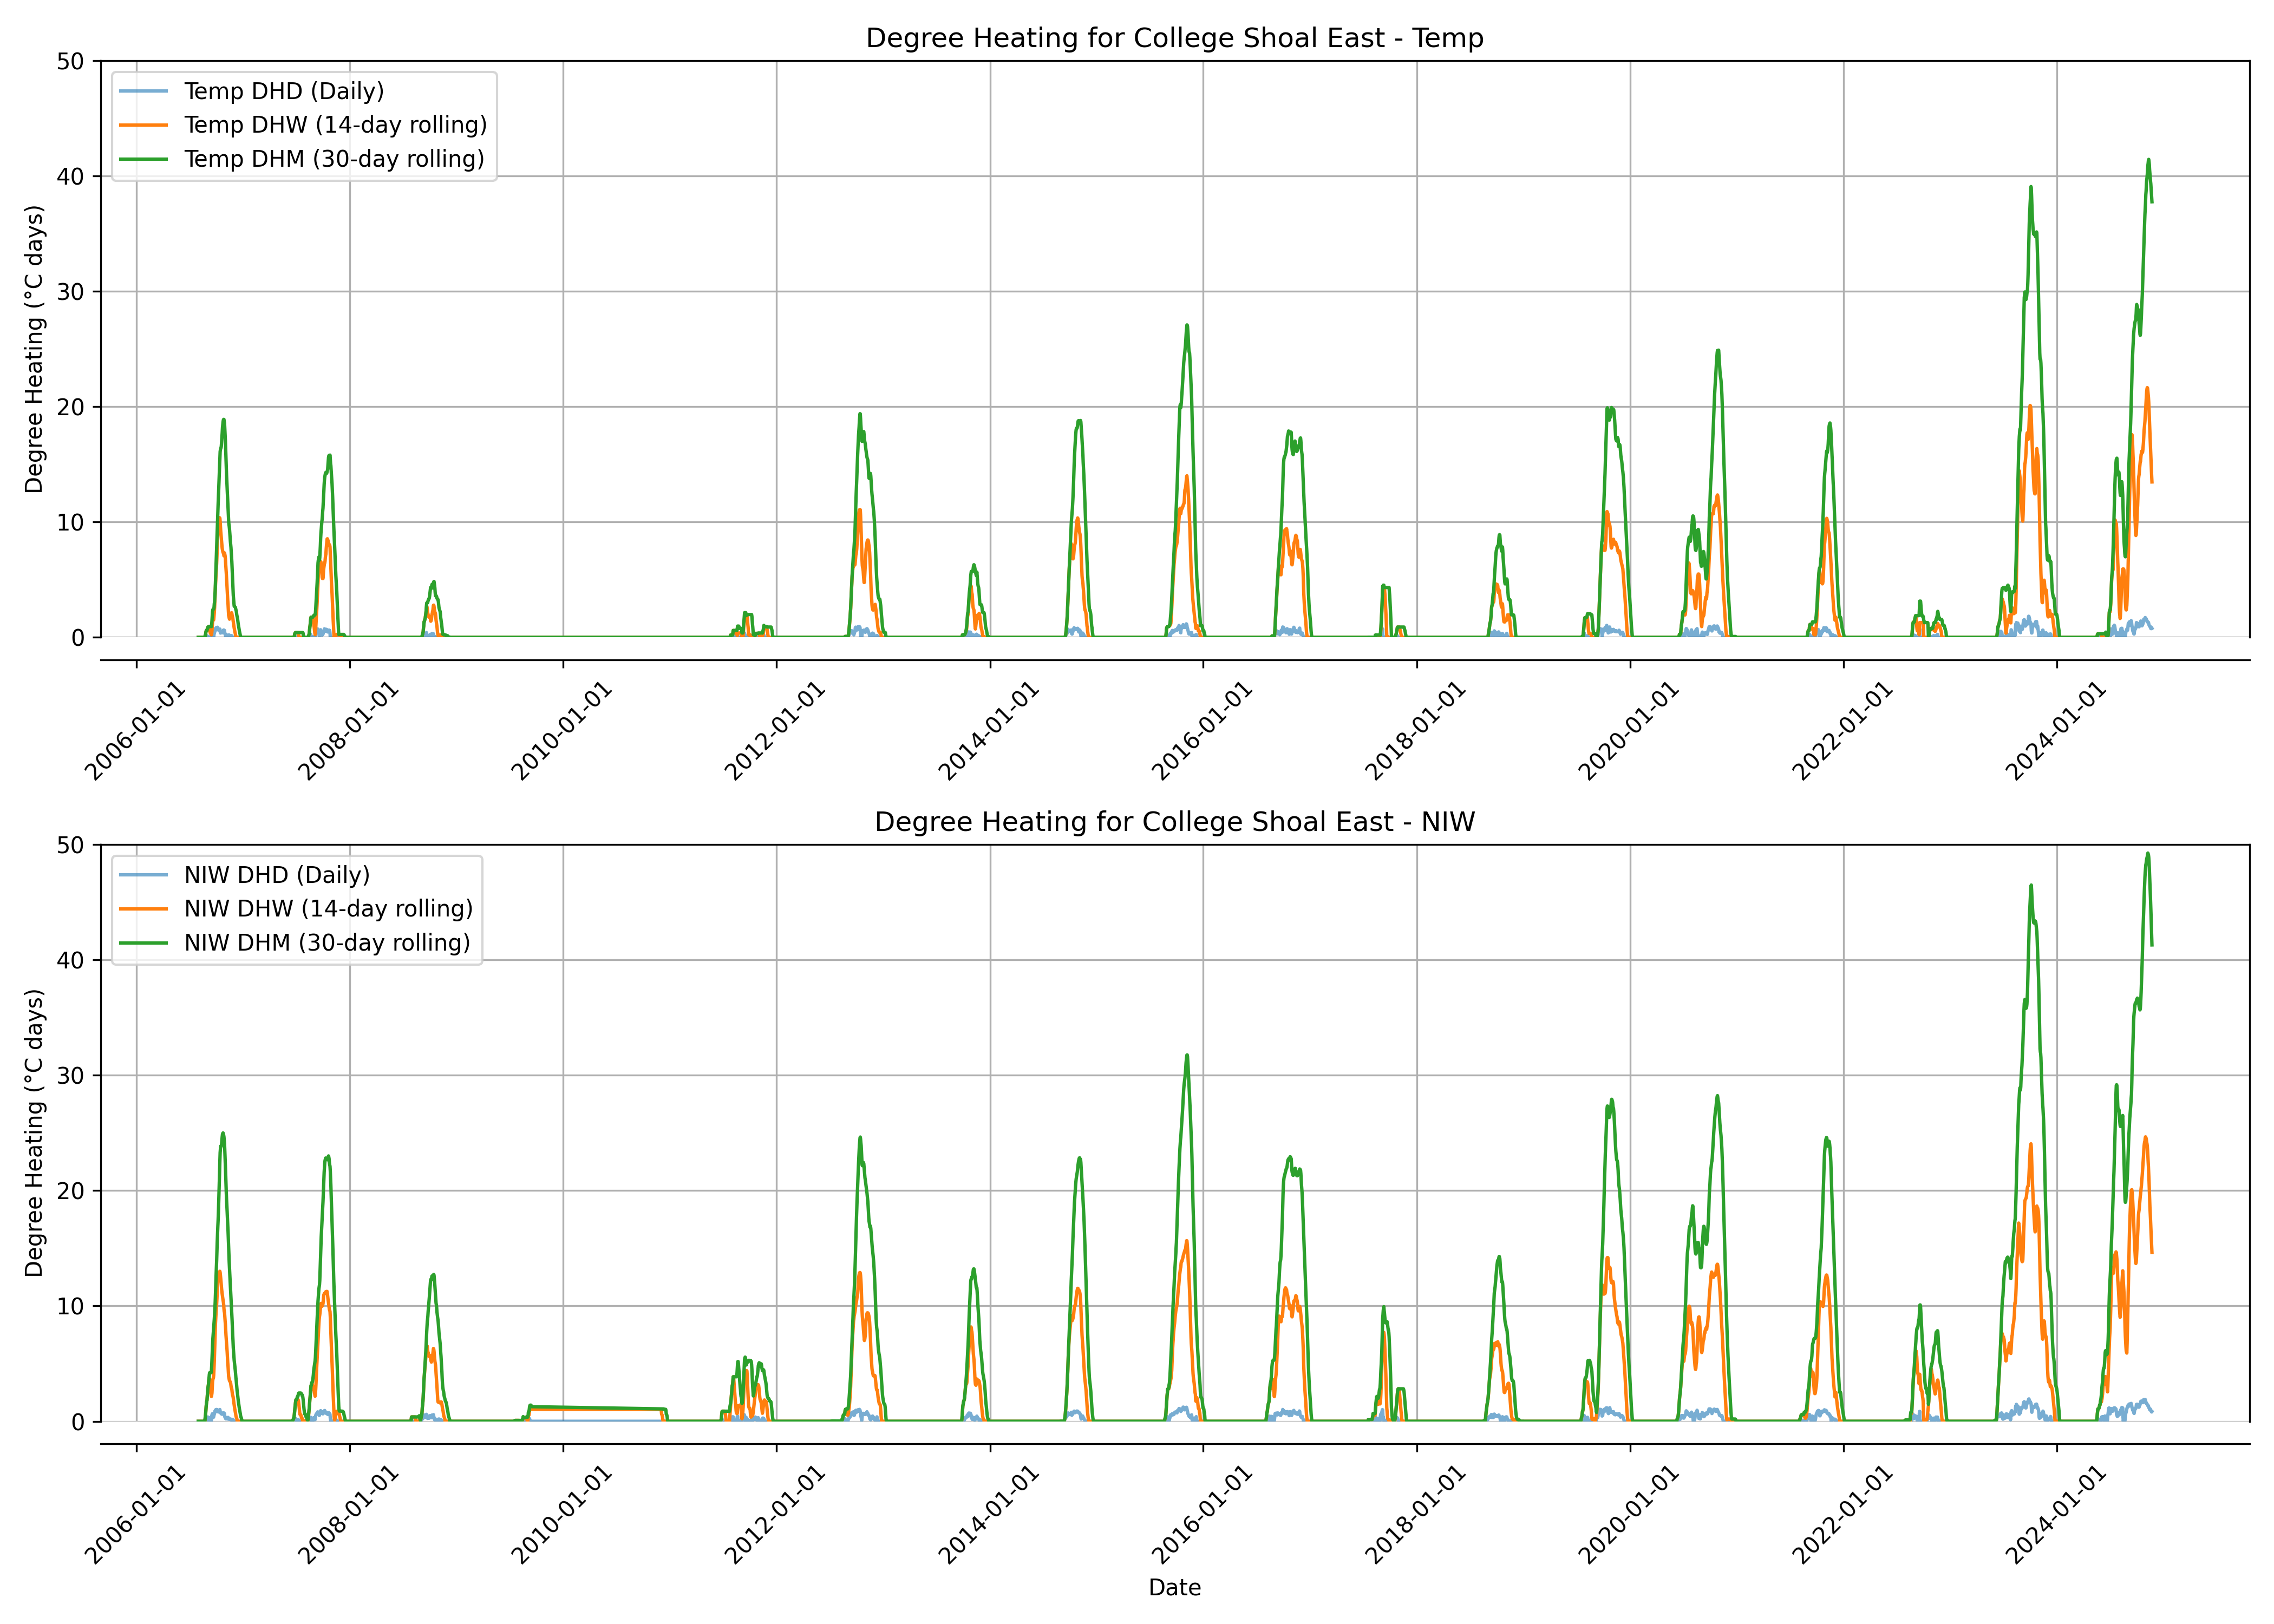 Degree Heating for College Shoal East - Temp
50
Temp DHD (Daily)
Temp DHW (14-day rolling)
Temp DHM (30-day rolling)
40
30
20
10
0
Degree Heating (°C days)
2006-01-01
2008-01-01
2010-01-01
2012-01-01
2014-01-01
2016-01-01
2018-01-01
2020-01-01
2022-01-01
2024-01-01
Degree Heating for College Shoal East - NIW
50
NIW DHD (Daily)
NIW DHW (14-day rolling)
NIW DHM (30-day rolling)
40
30
20
10
0
Degree Heating (°C days)
2006-01-01
2008-01-01
2010-01-01
2012-01-01
2014-01-01
2016-01-01
2018-01-01
2020-01-01
2022-01-01
2024-01-01
Date